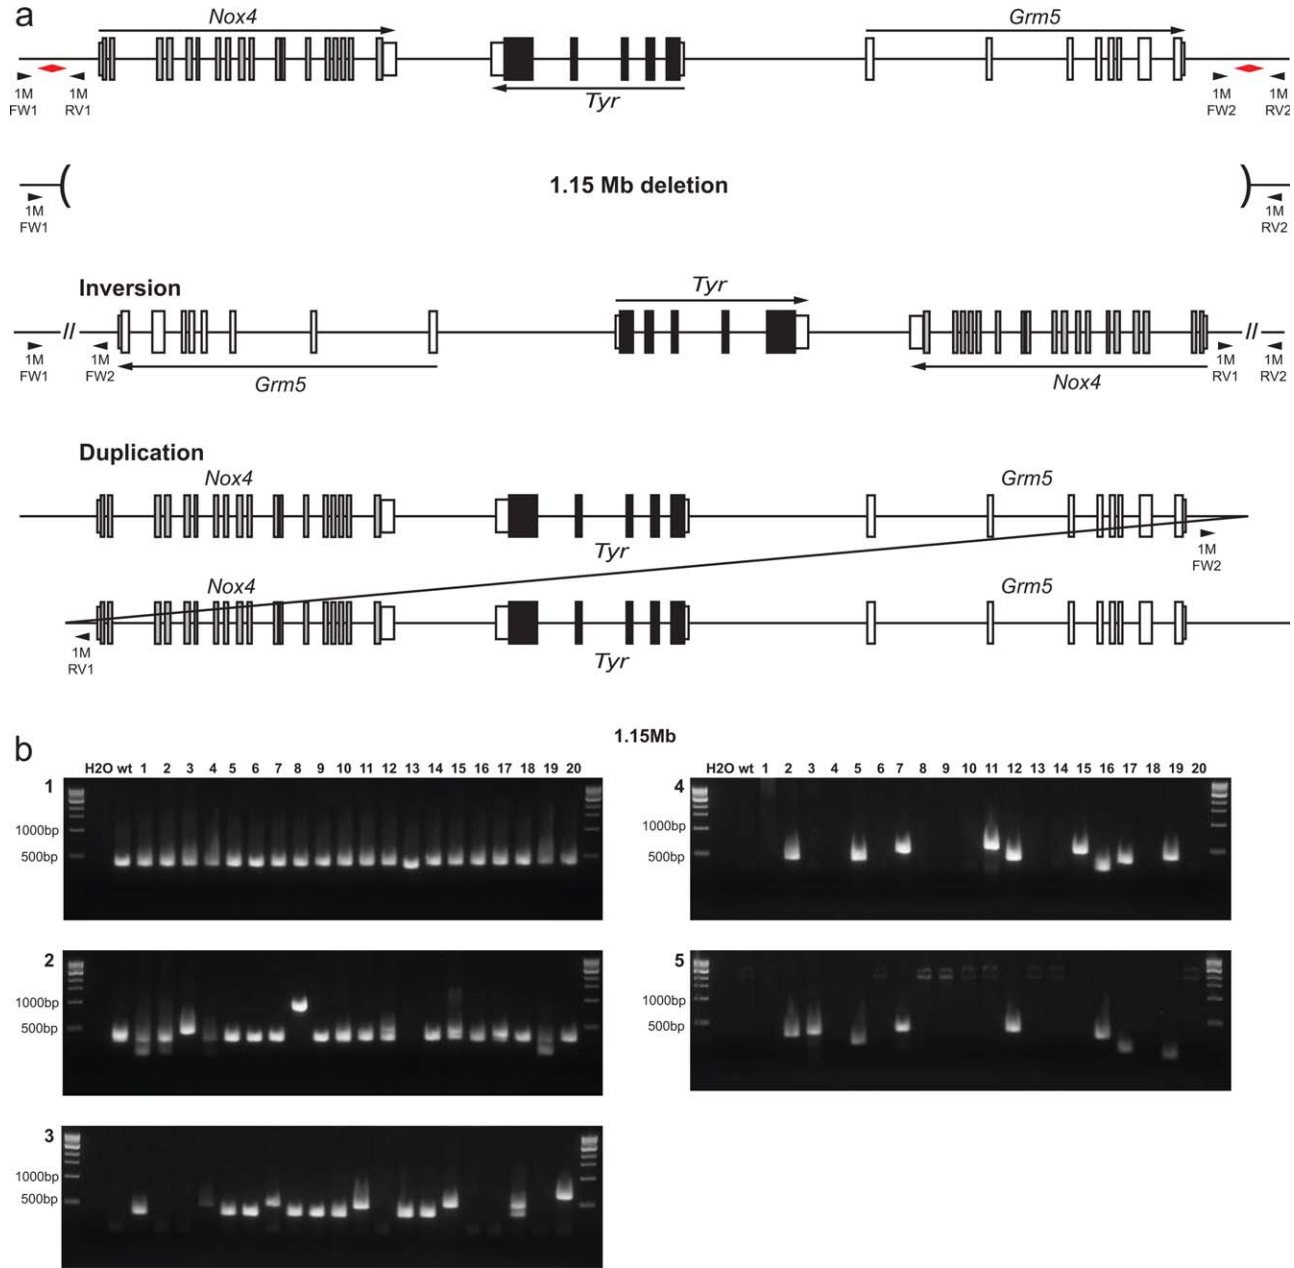 a
Nox4
Grm5
Tyr
1M FW1
1M RV1
1M FW2
1M RV2
1.15 Mb deletion
1M FW1
1M RV2
Inversion
Tyr
//
//
1M FW1
1M FW2
Grm5
Nox4
1M RV1
1M RV2
Duplication
Nox4
Grm5
Tyr
1M FW2
Nox4
Grm5
1M RV1
Tyr
b
1.15Mb
H2O wt 1 2 3 4 5 6 7 8 9 10 11 12 13 14 15 16 17 18 19 20
1
1000bp
500bp
2
1000bp
500bp
3
1000bp
500bp
H2O wt 1 2 3 4 5 6 7 8 9 10 11 12 13 14 15 16 17 18 19 20
4
1000bp
500bp
5
1000bp
500bp